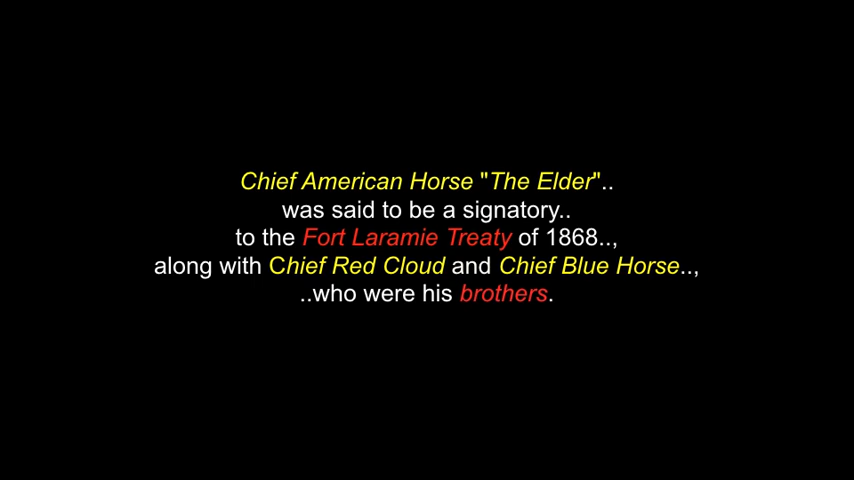 Chief American Horse "The Elder"..
was said to be a signatory..
to the Fort Laramie Treaty of 1868..,
along with Chief Red Cloud and Chief Blue Horse..,
..who were his brothers.